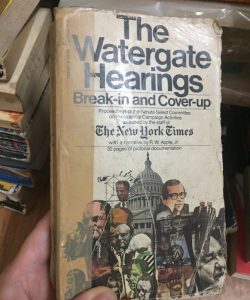 The
Watergate
Hearings
Break-in and Cover-up
Proceedings of the Senate Select Committee
on Presidential Campaign Activities
as edited by the staff of
The New York Times
with a narrative by R.W. Apple, Jr.
32 pages of pictorial documentation